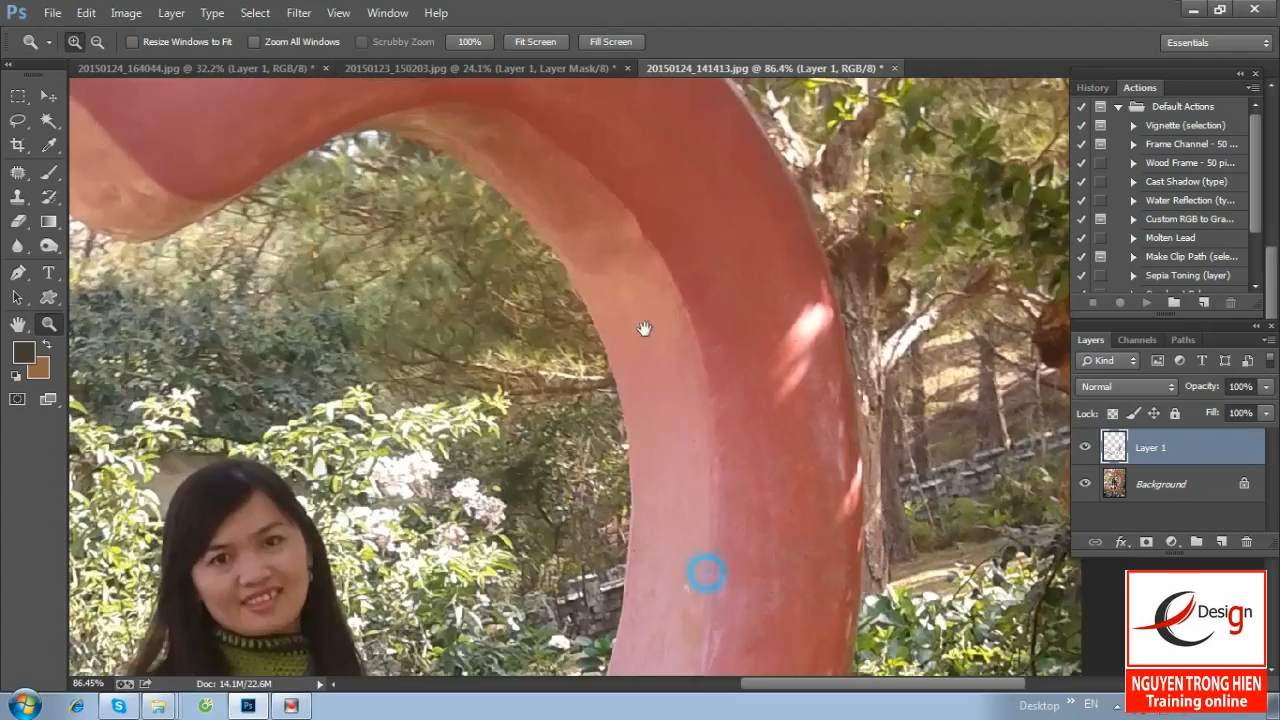 Ps File Edit Image Layer Type Select Filter View Window Help
Resize Windows to Fit Zoom All Windows Scrubby Zoom 100% Fit Screen Fill Screen Essentials
20150124_164044.jpg @ 32.2% (Layer 1, RGB/8) * × 20150123_150203.jpg @ 24.1% (Layer 1, Layer Mask/8) * × 20150124_141413.jpg @ 86.4% (Layer 1, RGB/8) * ×
History Actions
Default Actions
Vignette (selection)
Frame Channel - 50 ...
Wood Frame - 50 pi...
Cast Shadow (type)
Water Reflection (typ...
Custom RGB to Gra...
Molten Lead
Make Clip Path (sele...
Sepia Toning (layer)
Layers Channels Paths
Kind
Normal Opacity: 100%
Lock: Fill: 100%
Layer 1
Background
Design
NGUYEN TRONG HIEN
Training online
86.45% Doc: 14.1M/22.6M
Desktop » EN